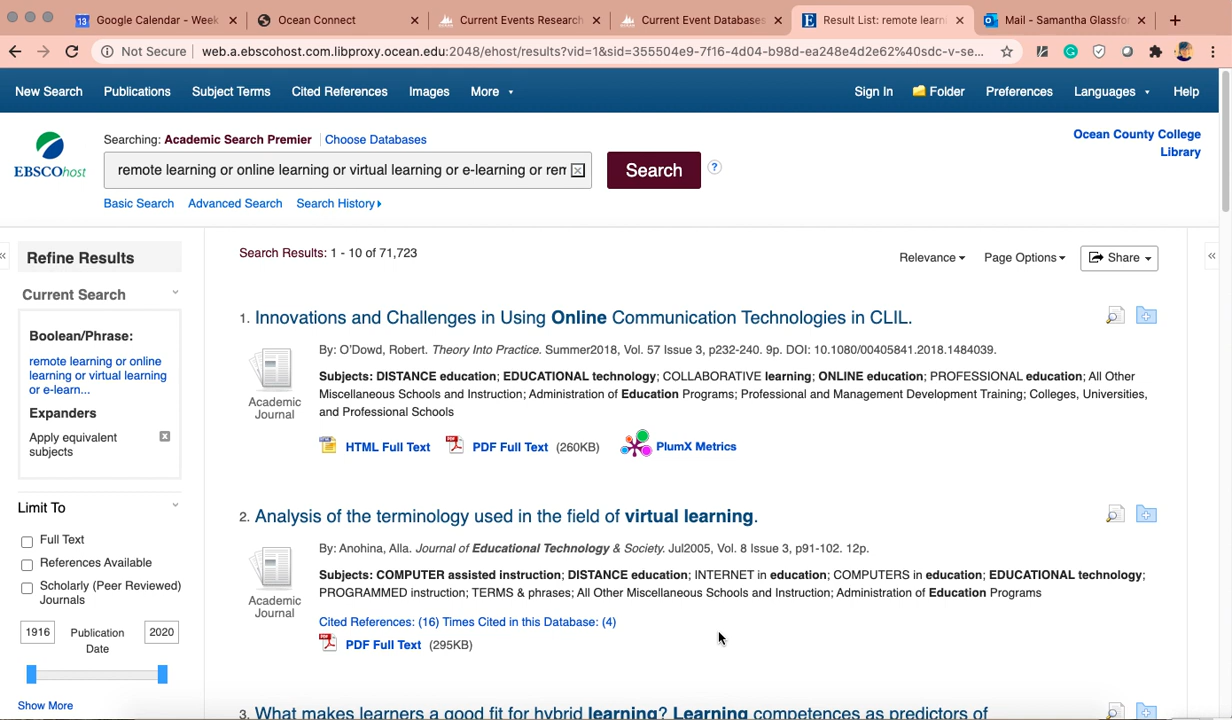 13 Google Calendar - Week
Ocean Connect
Current Events Research
Current Event Databases
Result List: remote learni
Mail - Samantha Glassfo
Not Secure | web.a.ebscohost.com.libproxy.ocean.edu:2048/ehost/results?vid=1&sid=355504e9-7f16-4d04-b98d-ea248e4d2e62%40sdc-v-se...
New Search Publications Subject Terms Cited References Images More Sign In Folder Preferences Languages Help
Searching: Academic Search Premier Choose Databases
Ocean County College
Library
EBSCOhost
remote learning or online learning or virtual learning or e-learning or rem
Search
?
Basic Search Advanced Search Search History
Refine Results
Current Search
Boolean/Phrase:
remote learning or online
learning or virtual learning
or e-learn...
Expanders
Apply equivalent
subjects
Limit To
Full Text
References Available
Scholarly (Peer Reviewed)
Journals
1916 Publication 2020
Date
Show More
Search Results: 1 - 10 of 71,723
Relevance Page Options Share
1. Innovations and Challenges in Using Online Communication Technologies in CLIL.
By: O'Dowd, Robert. Theory Into Practice. Summer2018, Vol. 57 Issue 3, p232-240. 9p. DOI: 10.1080/00405841.2018.1484039.
Academic
Journal
Subjects: DISTANCE education; EDUCATIONAL technology; COLLABORATIVE learning; ONLINE education; PROFESSIONAL education; All Other
Miscellaneous Schools and Instruction; Administration of Education Programs; Professional and Management Development Training; Colleges, Universities,
and Professional Schools
HTML Full Text PDF Full Text (260KB) PlumX Metrics
2. Analysis of the terminology used in the field of virtual learning.
By: Anohina, Alla. Journal of Educational Technology & Society. Jul2005, Vol. 8 Issue 3, p91-102. 12p.
Academic
Journal
Subjects: COMPUTER assisted instruction; DISTANCE education; INTERNET in education; COMPUTERS in education; EDUCATIONAL technology;
PROGRAMMED instruction; TERMS & phrases; All Other Miscellaneous Schools and Instruction; Administration of Education Programs
Cited References: (16) Times Cited in this Database: (4)
PDF Full Text (295KB)
3. What makes learners a good fit for hybrid learning? Learning competences as predictors of